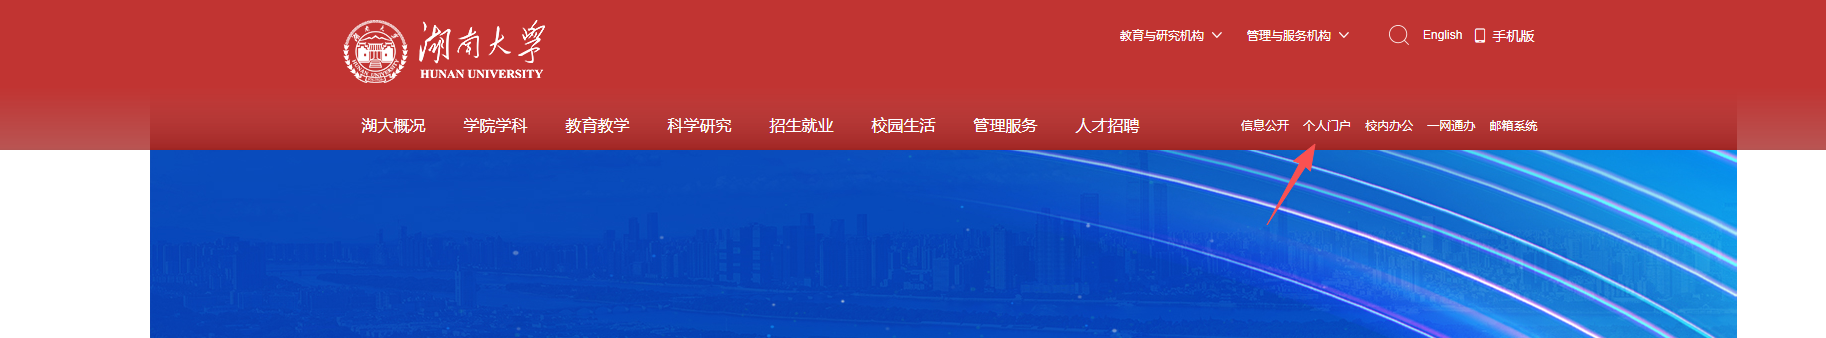 湖南大学
HUNAN UNIVERSITY
教育与研究机构 管理与服务机构 English 手机版
湖大概况 学院学科 教育教学 科学研究 招生就业 校园生活 管理服务 人才招聘 信息公开 个人门户 校内办公 一网通办 邮箱系统